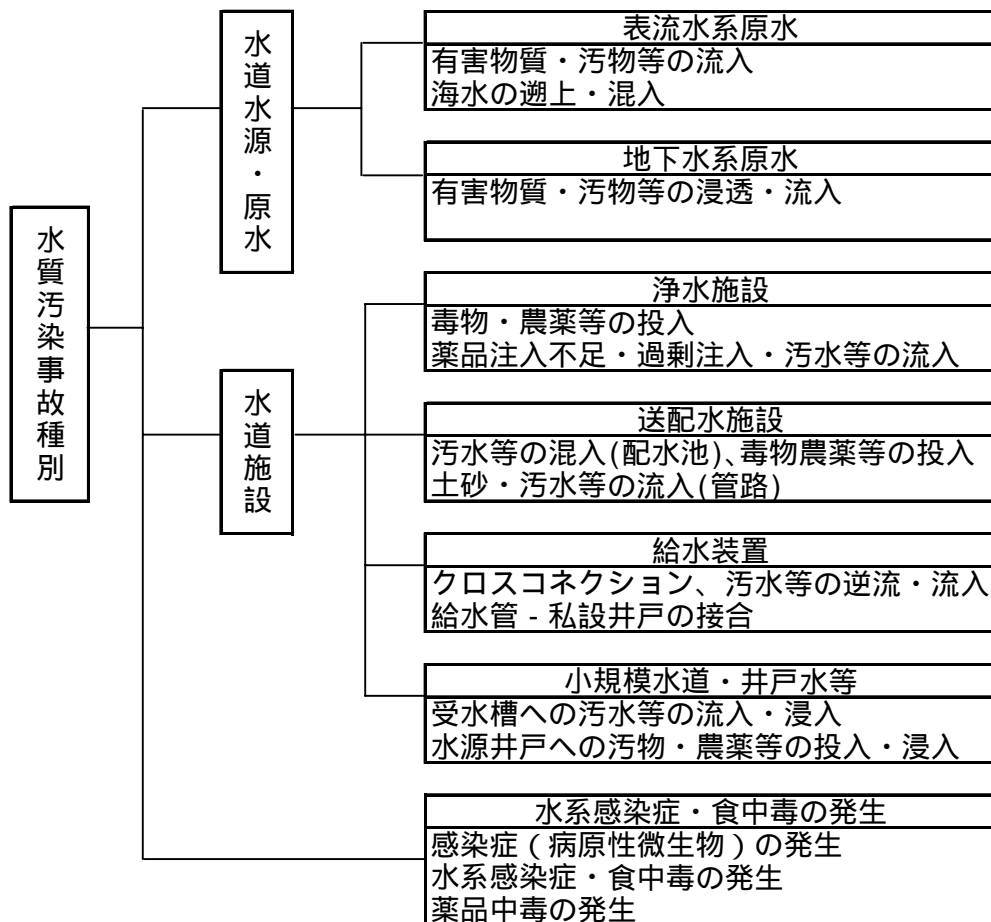 水質汚染事故種別
水道水源・原水
表流水系原水
有害物質・汚物等の流入
海水の遡上・混入
地下水系原水
有害物質・汚物等の浸透・流入
水道施設
浄水施設
毒物・農薬等の投入
薬品注入不足・過剰注入・汚水等の流入
送配水施設
汚水等の混入(配水池)、毒物農薬等の投入
土砂・汚水等の流入(管路)
給水装置
クロスコネクション、汚水等の逆流・流入
給水管 - 私設井戸の接合
小規模水道・井戸水等
受水槽への汚水等の流入・浸入
水源井戸への汚物・農薬等の投入・浸入
水系感染症・食中毒の発生
感染症(病原性微生物)の発生
水系感染症・食中毒の発生
薬品中毒の発生